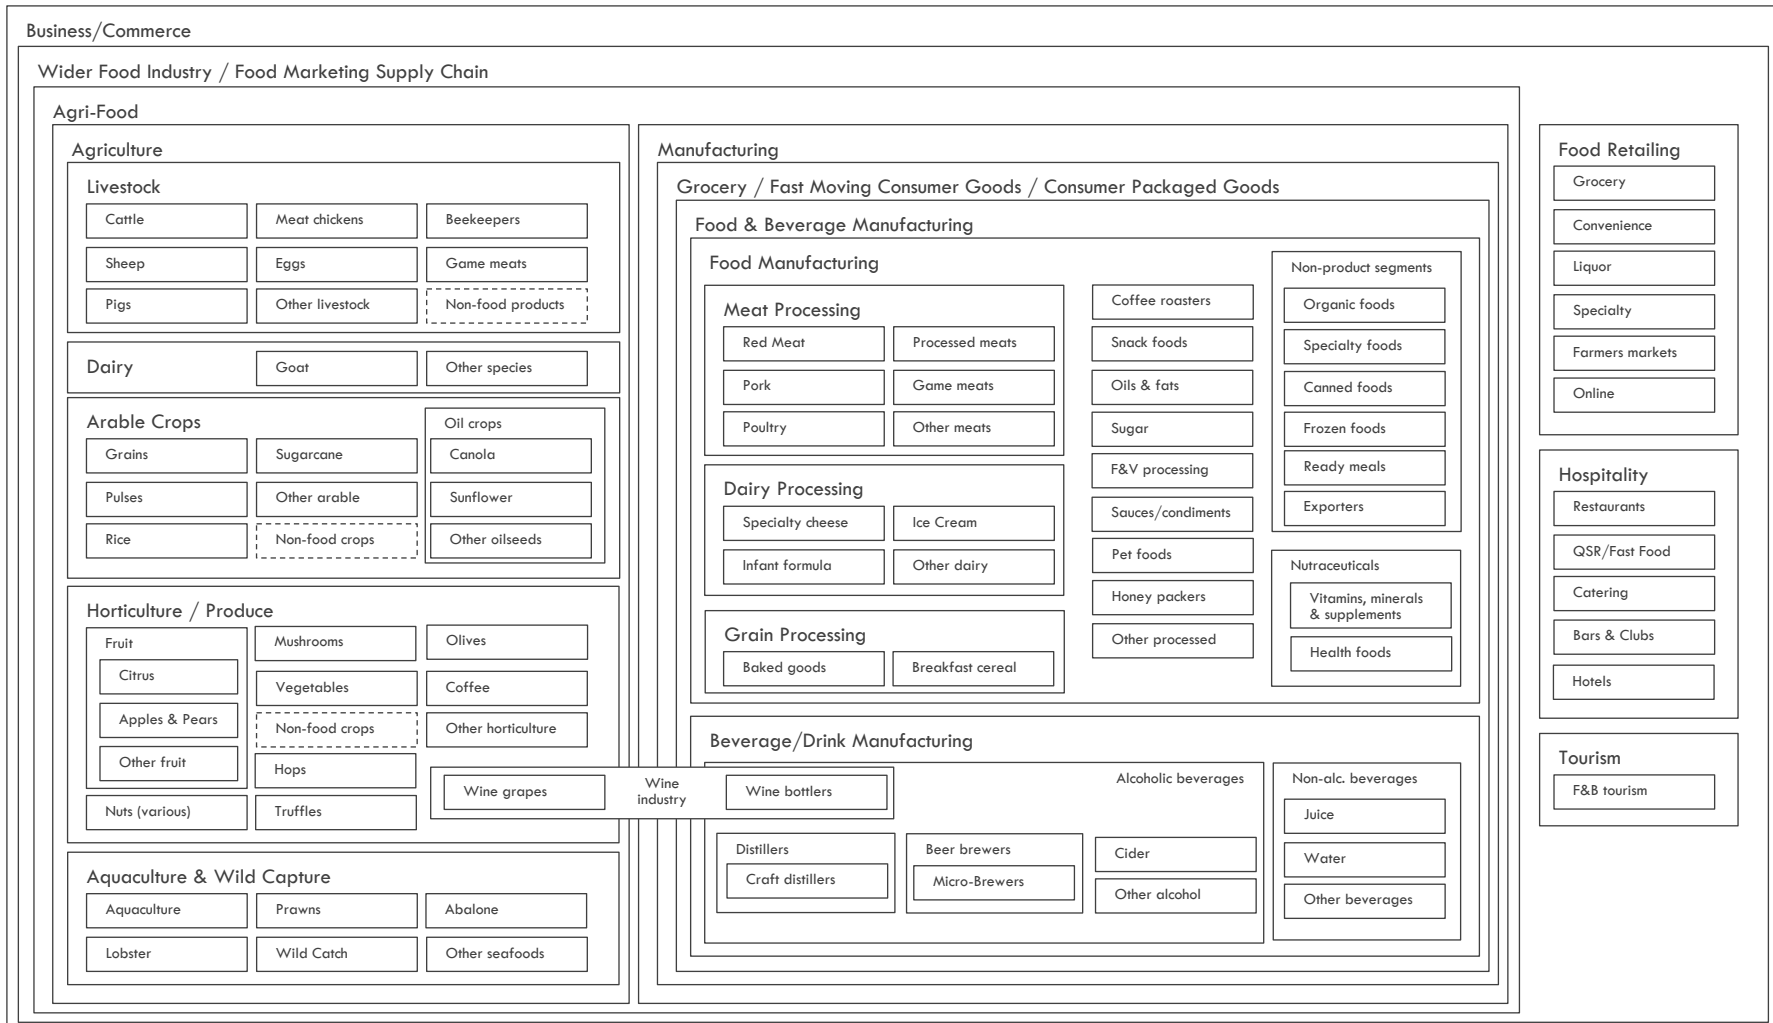 Business/Commerce
Wider Food Industry / Food Marketing Supply Chain
Agri-Food
Agriculture
Livestock
Cattle
Meat chickens
Beekeepers
Sheep
Eggs
Game meats
Pigs
Other livestock
Non-food products
Dairy
Goat
Other species
Arable Crops
Grains
Sugarcane
Pulses
Other arable
Rice
Non-food crops
Oil crops
Canola
Sunflower
Other oilseeds
Horticulture / Produce
Fruit
Citrus
Apples & Pears
Other fruit
Nuts (various)
Mushrooms
Vegetables
Non-food crops
Hops
Truffles
Olives
Coffee
Other horticulture
Wine grapes
Wine
industry
Wine bottlers
Aquaculture & Wild Capture
Aquaculture
Prawns
Abalone
Lobster
Wild Catch
Other seafoods
Manufacturing
Grocery / Fast Moving Consumer Goods / Consumer Packaged Goods
Food & Beverage Manufacturing
Food Manufacturing
Meat Processing
Red Meat
Processed meats
Pork
Game meats
Poultry
Other meats
Dairy Processing
Specialty cheese
Ice Cream
Infant formula
Other dairy
Grain Processing
Baked goods
Breakfast cereal
Coffee roasters
Snack foods
Oils & fats
Sugar
F&V processing
Sauces/condiments
Pet foods
Honey packers
Other processed
Non-product segments
Organic foods
Specialty foods
Canned foods
Frozen foods
Ready meals
Exporters
Nutraceuticals
Vitamins, minerals
& supplements
Health foods
Beverage/Drink Manufacturing
Alcoholic beverages
Distillers
Craft distillers
Beer brewers
Micro-Brewers
Cider
Other alcohol
Non-alc. beverages
Juice
Water
Other beverages
Food Retailing
Grocery
Convenience
Liquor
Specialty
Farmers markets
Online
Hospitality
Restaurants
QSR/Fast Food
Catering
Bars & Clubs
Hotels
Tourism
F&B tourism